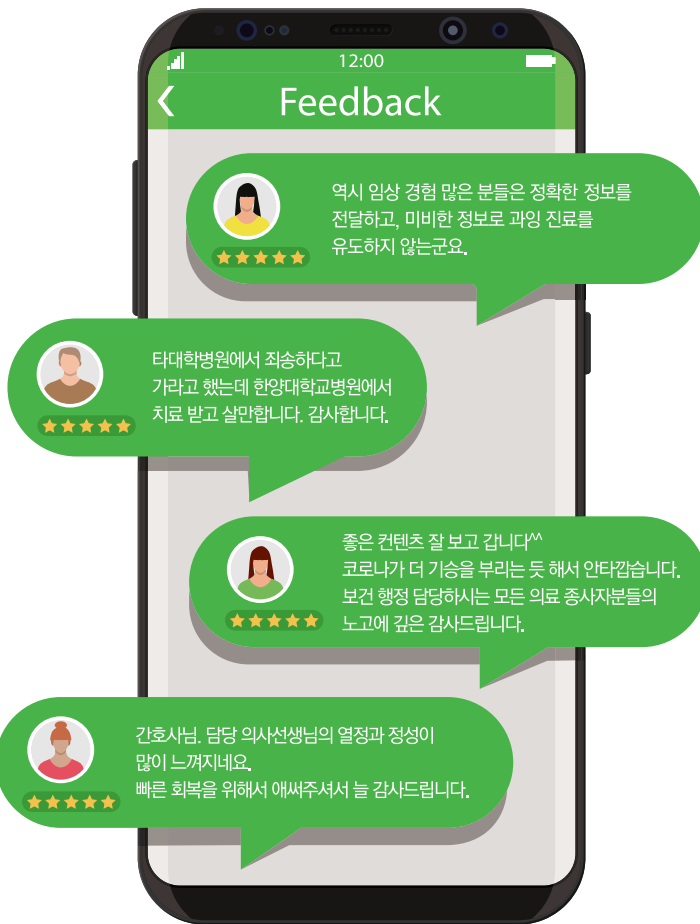 12:00
Feedback
역시 임상 경험 많은 분들은 정확한 정보를
전달하고, 미비한 정보로 과잉 진료를
유도하지 않는군요.
타대학병원에서 죄송하다고
가라고 했는데 한양대학교병원에서
치료 받고 살만합니다. 감사합니다.
좋은 컨텐츠 잘 보고 갑니다^^
코로나가 더 기승을 부리는 듯 해서 안타깝습니다.
보건 행정 담당하시는 모든 의료 종사자분들의
노고에 깊은 감사드립니다.
간호사님. 담당 의사선생님의 열정과 정성이
많이 느껴지네요.
빠른 회복을 위해서 애써주셔서 늘 감사드립니다.